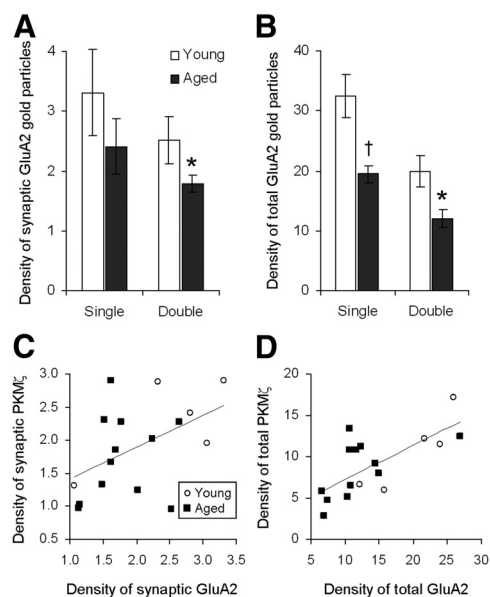 A
B
Density of synaptic GluA2 gold particles
4
3
2
1
0
Young
Aged
*
Single
Double
Density of total GluA2 gold particles
40
30
20
10
0
†
*
Single
Double
C
D
Density of synaptic PKMζ
3.0
2.5
2.0
1.5
1.0
0.5
Young
Aged
1.0 1.5 2.0 2.5 3.0 3.5
Density of synaptic GluA2
Density of total PKMζ
20
15
10
5
0
5 10 15 20 25 30
Density of total GluA2